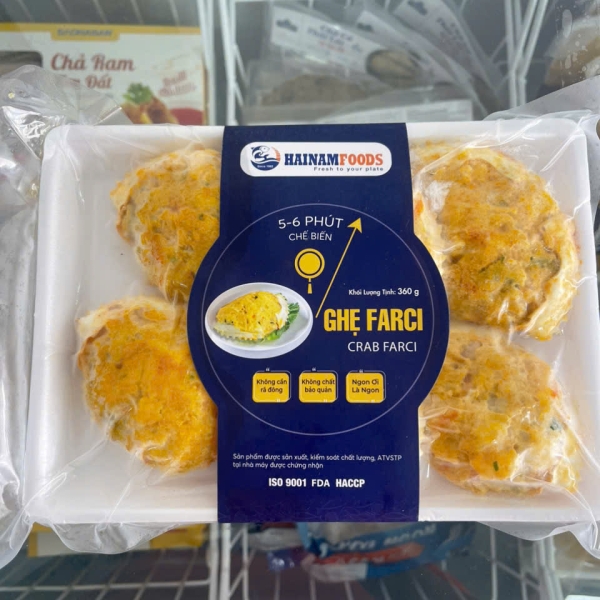 Chả Ram
Tôm Đất
HAINAMFOODS
Fresh to your plate
5-6 PHÚT
CHẾ BIẾN
Khối Lượng Tịnh: 360 g
GHẸ FARCI
CRAB FARCI
Không cần
rã đông
Không chất
bảo quản
Ngon Ơi
Là Ngon
Sản phẩm được sản xuất, kiểm soát chất lượng, ATVSTP
tại nhà máy được chứng nhận
ISO 9001 FDA HACCP